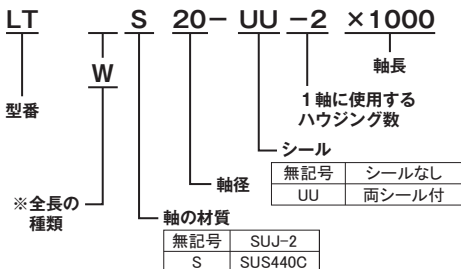 LT S 20- UU -2 ×1000
W
軸長
型番
1軸に使用する
ハウジング数
シール
無記号 シールなし
UU 両シール付
軸径
※全長の
種類
軸の材質
無記号 SUJ-2
S SUS440C